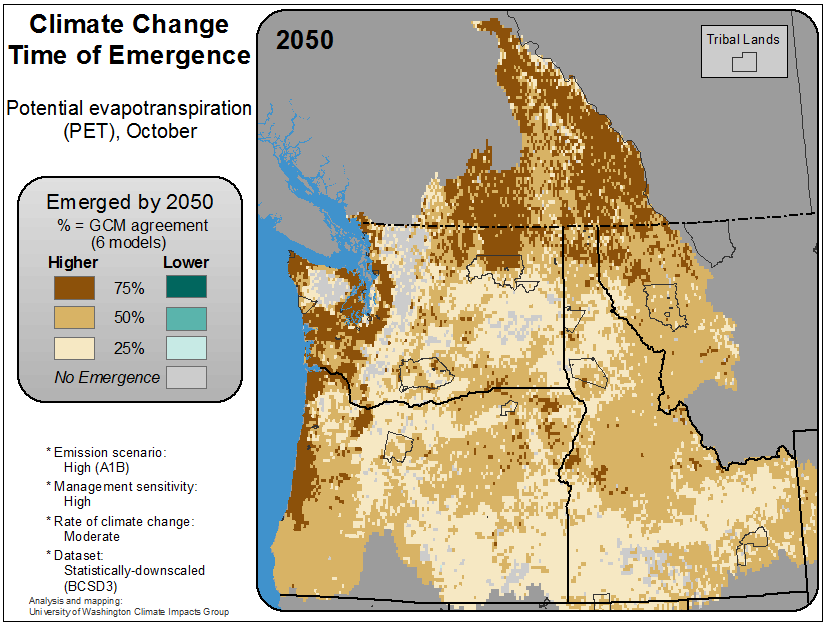 Climate Change
Time of Emergence
Potential evapotranspiration
(PET), October
Emerged by 2050
% = GCM agreement
(6 models)
Higher Lower
75%
50%
25%
No Emergence
* Emission scenario:
High (A1B)
* Management sensitivity:
High
* Rate of climate change:
Moderate
* Dataset:
Statistically-downscaled
(BCSD3)
Analysis and mapping:
University of Washington Climate Impacts Group
2050
Tribal Lands